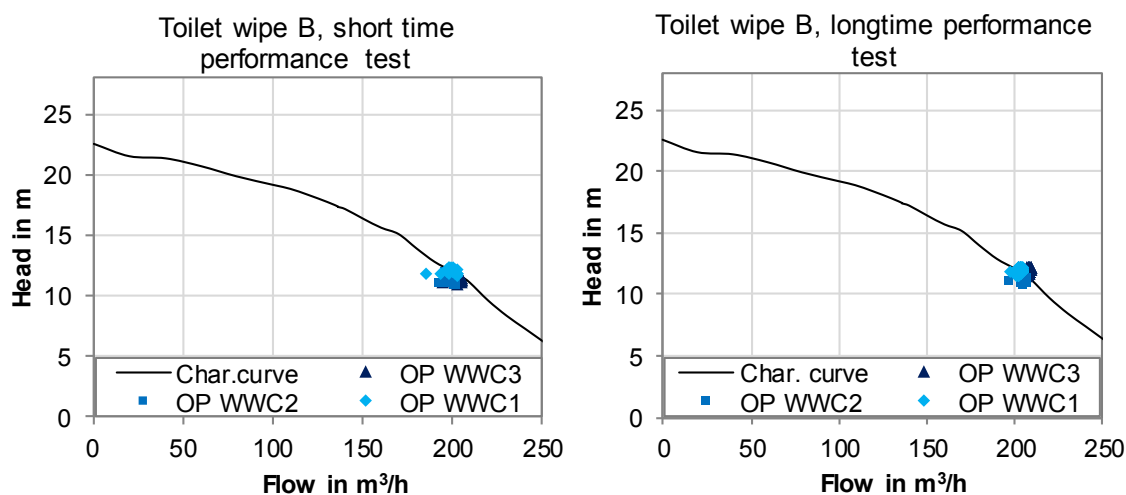 Toilet wipe B, short time
performance test
Head in m
25
20
15
10
5
0
Char.curve
OP WWC3
OP WWC2
OP WWC1
0 50 100 150 200 250
Flow in m³/h
Toilet wipe B, longtime performance
test
Head in m
25
20
15
10
5
0
Char. curve
OP WWC3
OP WWC2
OP WWC1
0 50 100 150 200 250
Flow in m³/h